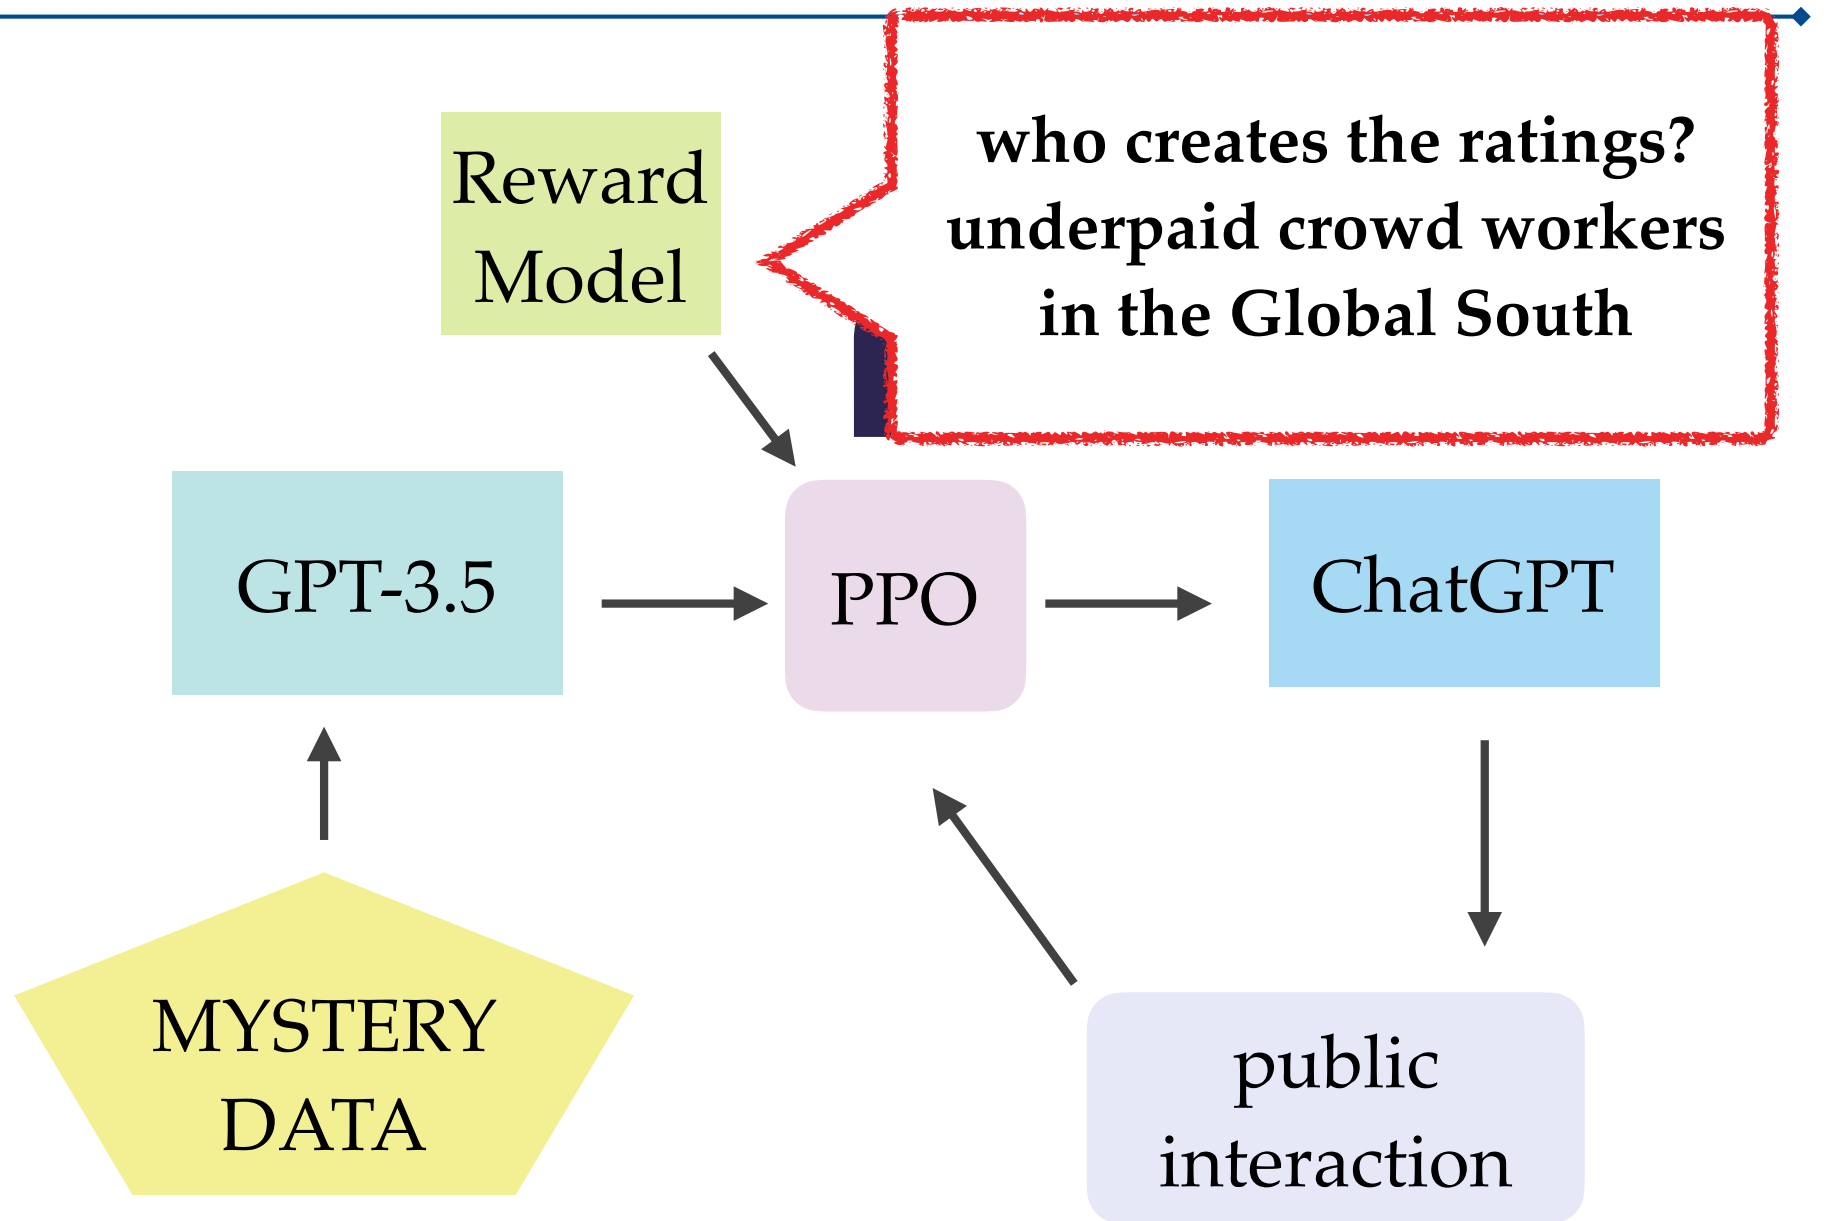 Reward
Model
who creates the ratings?
underpaid crowd workers
in the Global South
GPT-3.5
PPO
ChatGPT
MYSTERY
DATA
public
interaction